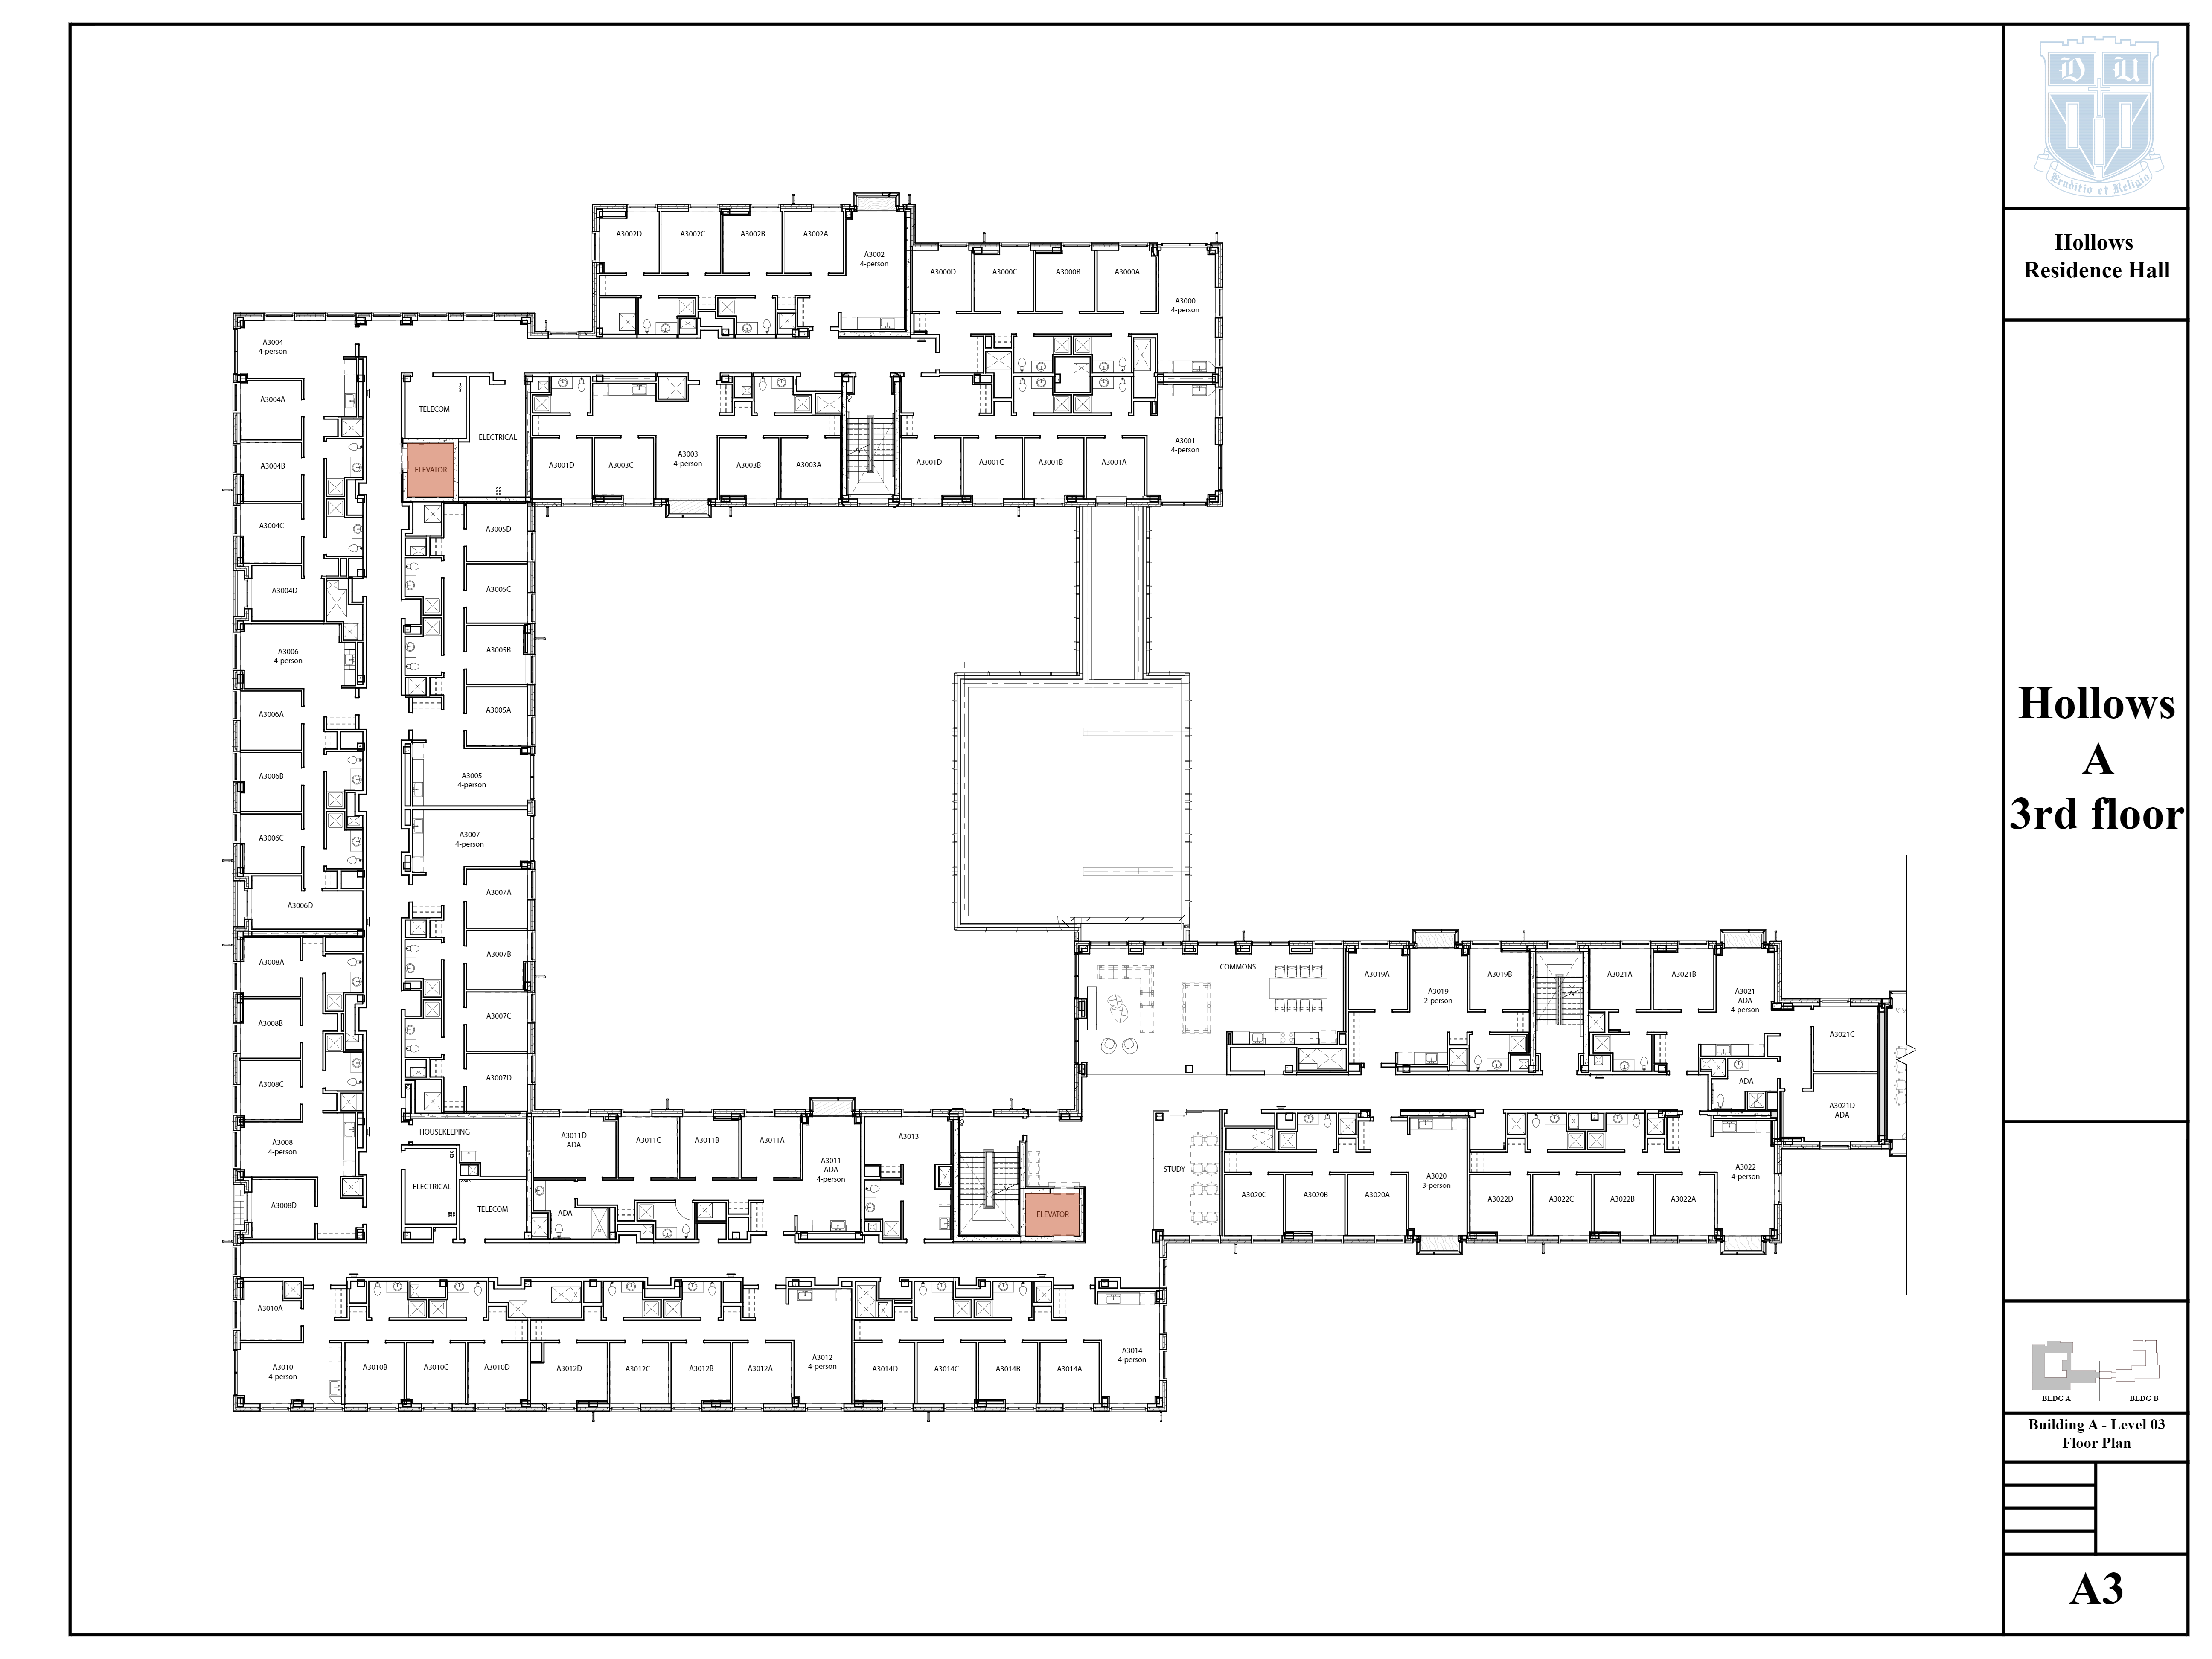 D U
Eruditio et Religio
Hollows
Residence Hall
Hollows
A
3rd floor
BLDG A
BLDG B
Building A - Level 03
Floor Plan
A3
A3002D
A3002C
A3002B
A3002A
A3002
4-person
A3000D
A3000C
A3000B
A3000A
A3000
4-person
A3004
4-person
A3004A
A3004B
A3004C
A3004D
TELECOM
ELECTRICAL
ELEVATOR
A3001D
A3003C
A3003
4-person
A3003B
A3003A
A3001D
A3001C
A3001B
A3001A
A3001
4-person
A3005D
A3005C
A3005B
A3005A
A3005
4-person
A3006
4-person
A3006A
A3006B
A3006C
A3006D
A3007
4-person
A3007A
A3007B
A3007C
A3007D
A3008A
A3008B
A3008C
A3008
4-person
A3008D
HOUSEKEEPING
ELECTRICAL
TELECOM
A3011D
ADA
A3011C
A3011B
A3011A
A3011
ADA
4-person
ADA
A3013
ELEVATOR
COMMONS
A3019A
A3019
2-person
A3019B
A3021A
A3021B
A3021
ADA
4-person
A3021C
ADA
A3021D
ADA
STUDY
A3020C
A3020B
A3020A
A3020
3-person
A3022D
A3022C
A3022B
A3022A
A3022
4-person
A3010A
A3010
4-person
A3010B
A3010C
A3010D
A3012D
A3012C
A3012B
A3012A
A3012
4-person
A3014D
A3014C
A3014B
A3014A
A3014
4-person